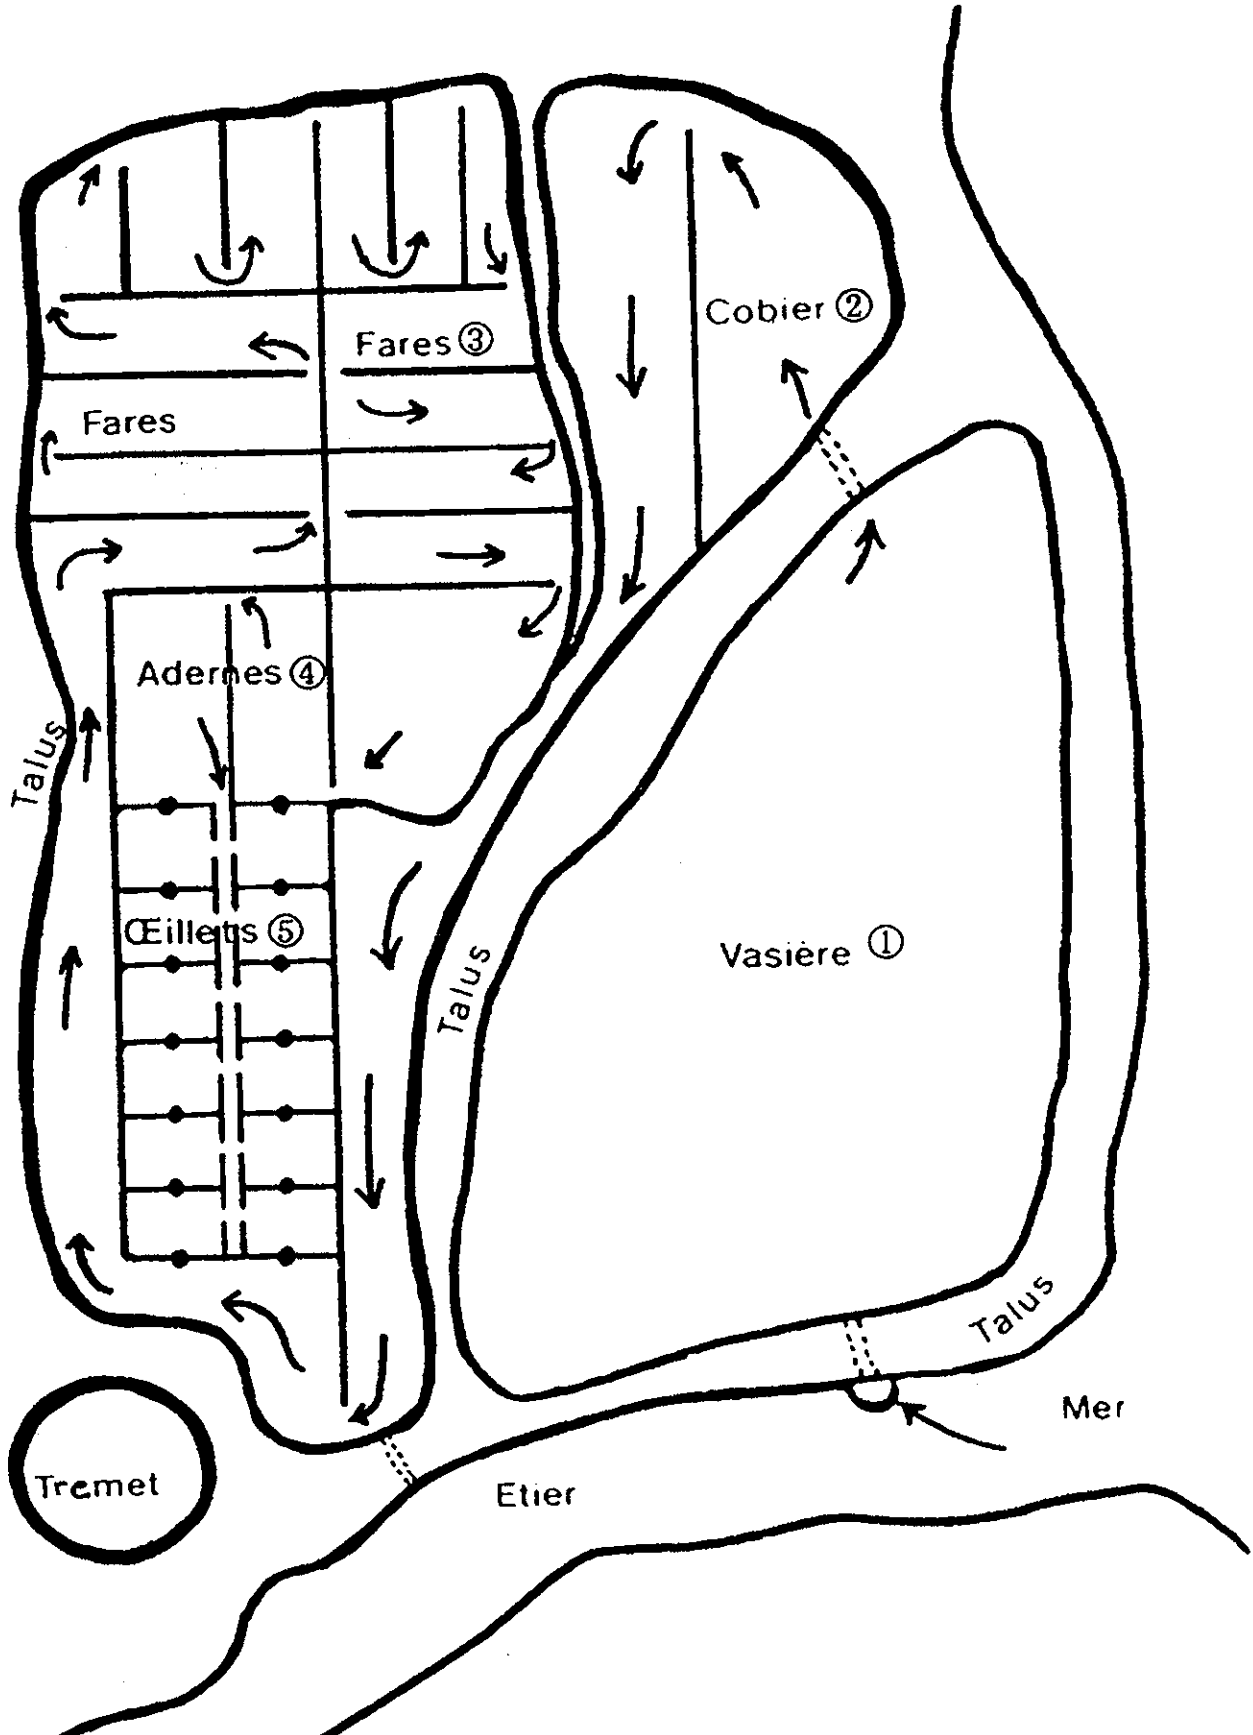 Cobier ②
Fares ③
Fares
Adernes ④
Talus
Œillets ⑤
Vasière ①
Talus
Talus
Mer
Tremet
Etier